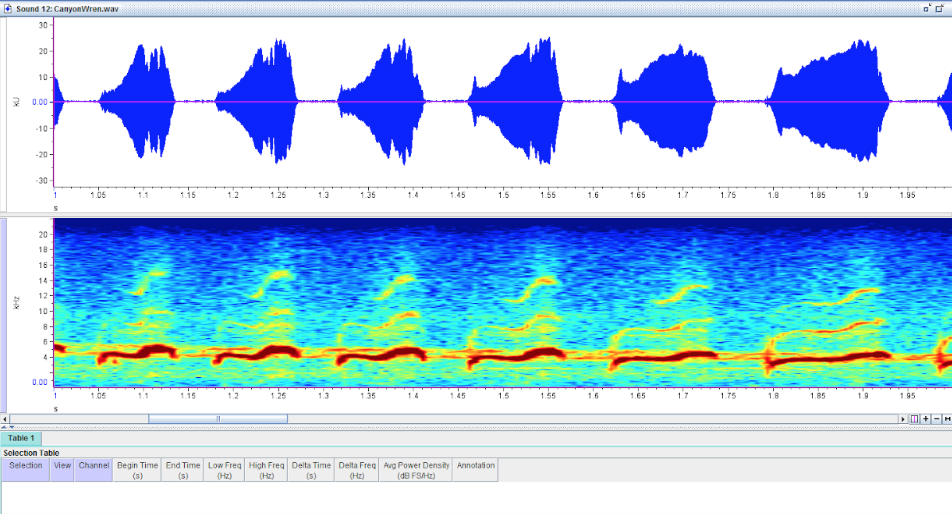 Sound 12: CanyonWren.wav
30
20
10
0.00
-10
-20
-30
kU
1.05 1.1 1.15 1.2 1.25 1.3 1.35 1.4 1.45 1.5 1.55 1.6 1.65 1.7 1.75 1.8 1.85 1.9 1.95
s
20
18
16
14
12
10
8
6
4
0.00
kHz
1 1.05 1.1 1.15 1.2 1.25 1.3 1.35 1.4 1.45 1.5 1.55 1.6 1.65 1.7 1.75 1.8 1.85 1.9 1.95
s
Table 1
Selection Table
Selection View Channel Begin Time (s) End Time (s) Low Freq (Hz) High Freq (Hz) Delta Time (s) Delta Freq (Hz) Avg Power Density (dB FS/Hz) Annotation